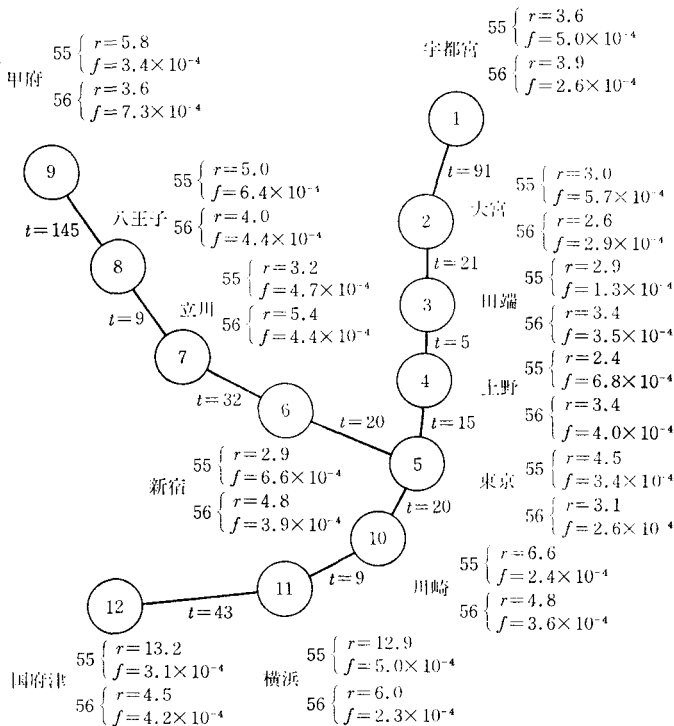 宇都宮
55 { r=3.6
f=5.0×10⁻⁴
56 { r=3.9
f=2.6×10⁻⁴
甲府
55 { r=5.8
f=3.4×10⁻⁴
56 { r=3.6
f=7.3×10⁻⁴
1
9
t=91
八王子
55 { r=5.0
f=6.4×10⁻⁴
56 { r=4.0
f=4.4×10⁻⁴
大宮
55 { r=3.0
f=5.7×10⁻⁴
56 { r=2.6
f=2.9×10⁻⁴
2
t=145
8
t=21
立川
55 { r=3.2
f=4.7×10⁻⁴
56 { r=5.4
f=4.4×10⁻⁴
田端
55 { r=2.9
f=1.3×10⁻⁴
56 { r=3.4
f=3.5×10⁻⁴
3
t=9
t=5
7
4
上野
55 { r=2.4
f=6.8×10⁻⁴
56 { r=3.4
f=4.0×10⁻⁴
t=32
6
t=20
t=15
5
新宿
55 { r=2.9
f=6.6×10⁻⁴
56 { r=4.8
f=3.9×10⁻⁴
東京
55 { r=4.5
f=3.4×10⁻⁴
56 { r=3.1
f=2.6×10⁻⁴
t=20
10
t=9
11
川崎
55 { r=6.6
f=2.4×10⁻⁴
56 { r=4.8
f=3.6×10⁻⁴
12
t=43
国府津
55 { r=13.2
f=3.1×10⁻⁴
56 { r=4.5
f=4.2×10⁻⁴
横浜
55 { r=12.9
f=5.0×10⁻⁴
56 { r=6.0
f=2.3×10⁻⁴